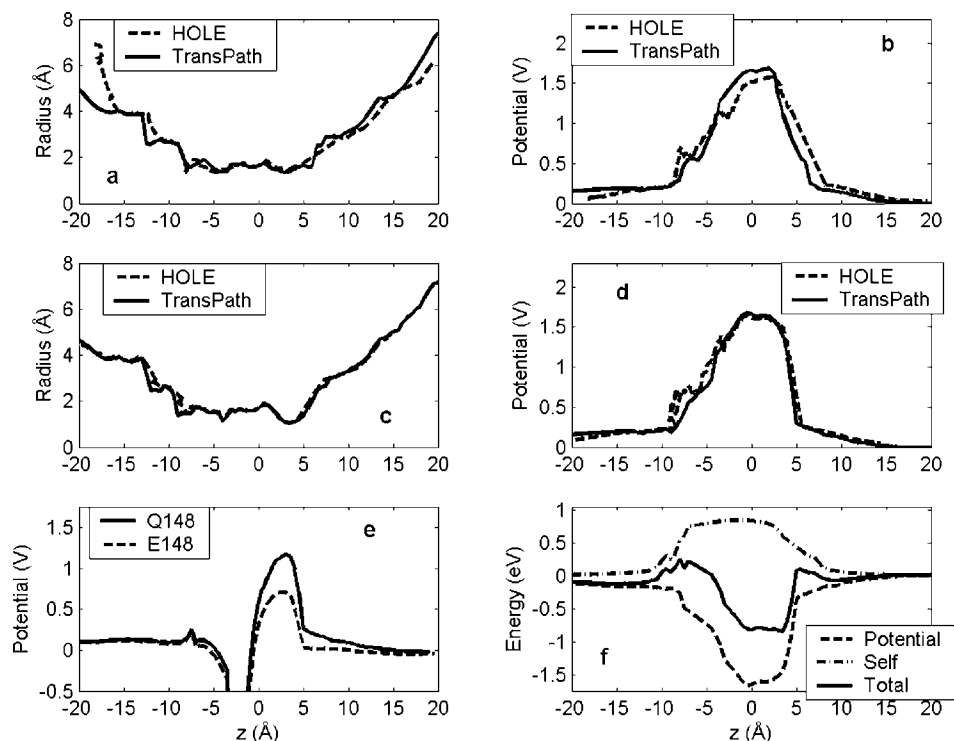 8
6
4
2
0
Radius (Å)
HOLE
TransPath
a
-20 -15 -10 -5 0 5 10 15 20
2
1.5
1
0.5
0
Potential (V)
HOLE
TransPath
b
-20 -15 -10 -5 0 5 10 15 20
8
6
4
2
0
Radius (Å)
HOLE
TransPath
c
-20 -15 -10 -5 0 5 10 15 20
2
1.5
1
0.5
0
Potential (V)
d
HOLE
TransPath
-20 -15 -10 -5 0 5 10 15 20
1.5
1
0.5
0
-0.5
Potential (V)
Q148
E148
e
-20 -15 -10 -5 0 5 10 15 20
z (Å)
1
0.5
0
-0.5
-1
-1.5
Energy (eV)
f
Potential
Self
Total
-20 -15 -10 -5 0 5 10 15 20
z (Å)